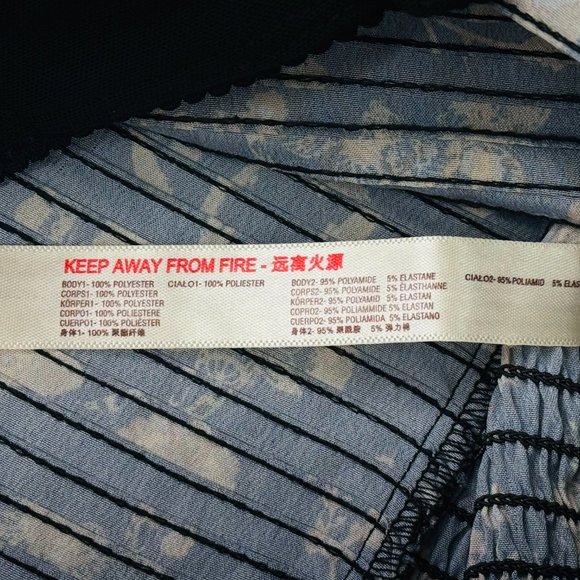 KEEP AWAY FROM FIRE - 远离火源
BODY1- 100% POLYESTER CIAŁO1- 100% POLIESTER
CORPS1- 100% POLYESTER
KÖRPER1- 100% POLYESTER
CORPO1- 100% POLIESTERE
CUERPO1- 100% POLIÉSTER
身体1- 100% 聚酯纤维
BODY2- 95% POLYAMIDE 5% ELASTANE
CORPS2- 95% POLYAMIDE 5% ÉLASTHANNE
KÖRPER2- 95% POLYAMID 5% ELASTAN
COPRO2- 95% POLIAMMIDE 5% ELASTAN
CUERPO2- 95% POLIAMIDA 5% ELASTANO
身体2- 95% 聚酰胺 5% 弹力
CIAŁO2- 95% POLIAMID 5% ELAS